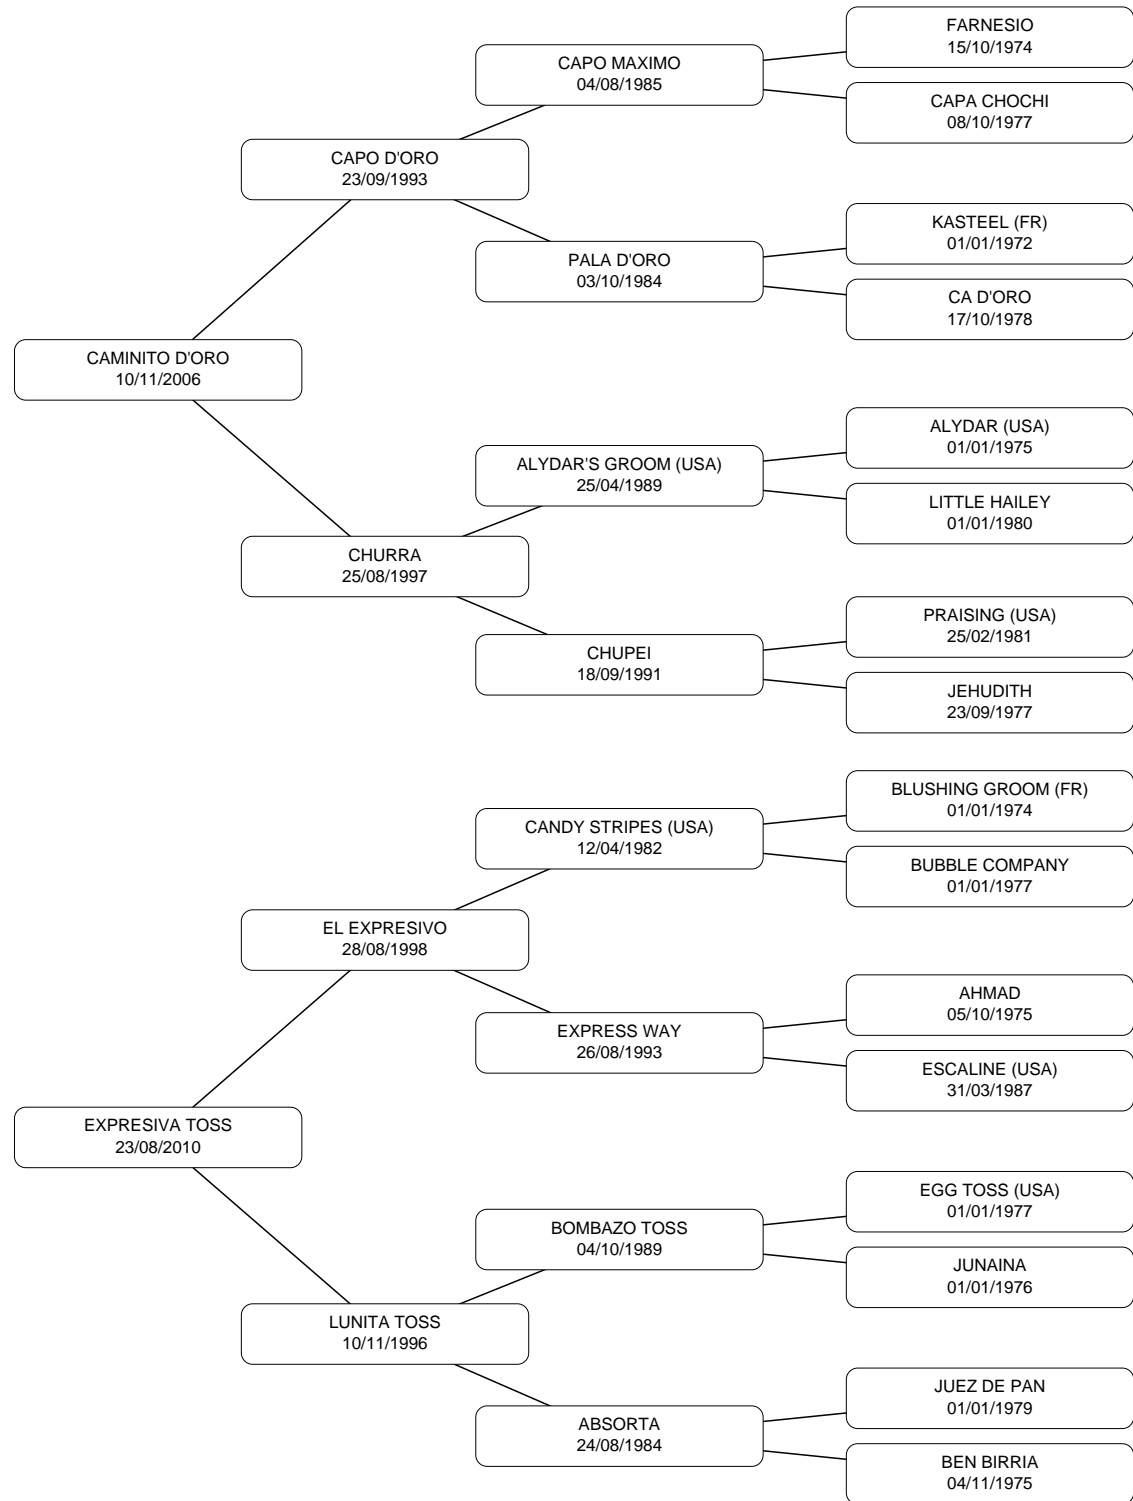 FARNESIO
15/10/1974
CAPO MAXIMO
04/08/1985
CAPA CHOCHI
08/10/1977
CAPO D'ORO
23/09/1993
KASTEEL (FR)
01/01/1972
PALA D'ORO
03/10/1984
CA D'ORO
17/10/1978
CAMINITO D'ORO
10/11/2006
ALYDAR (USA)
01/01/1975
ALYDAR'S GROOM (USA)
25/04/1989
LITTLE HAILEY
01/01/1980
CHURRA
25/08/1997
PRAISING (USA)
25/02/1981
CHUPEI
18/09/1991
JEHUDITH
23/09/1977
BLUSHING GROOM (FR)
01/01/1974
CANDY STRIPES (USA)
12/04/1982
BUBBLE COMPANY
01/01/1977
EL EXPRESIVO
28/08/1998
AHMAD
05/10/1975
EXPRESS WAY
26/08/1993
ESCALINE (USA)
31/03/1987
EXPRESIVA TOSS
23/08/2010
EGG TOSS (USA)
01/01/1977
BOMBAZO TOSS
04/10/1989
JUNAINA
01/01/1976
LUNITA TOSS
10/11/1996
JUEZ DE PAN
01/01/1979
ABSORTA
24/08/1984
BEN BIRRIA
04/11/1975